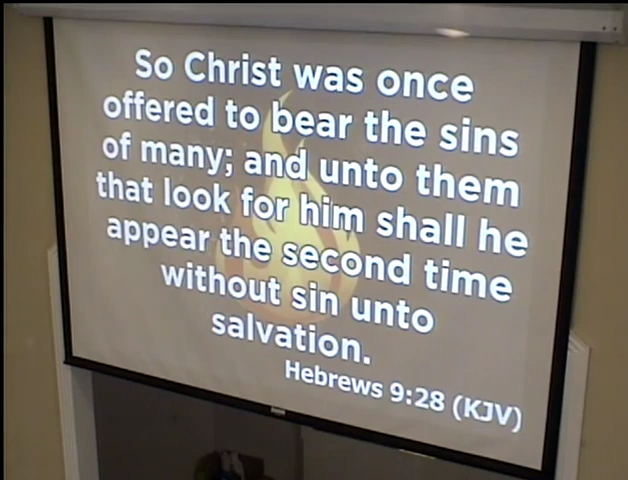 So Christ was once
offered to bear the sins
of many; and unto them
that look for him shall he
appear the second time
without sin unto
salvation.
Hebrews 9:28 (KJV)